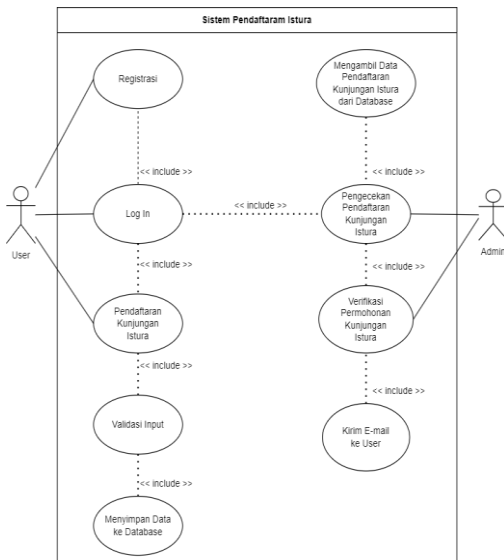 Sistem Pendaftaram Istura
Registrasi
Mengambil Data
Pendaftaran
Kunjungan Istura
dari Database
<< include >>
<< include >>
User
Log In
<< include >>
Pengecekan
Pendaftaran
Kunjungan
Istura
Admin
<< include >>
<< include >>
Pendaftaran
Kunjungan
Istura
Verifikasi
Permohonan
Kunjungan
Istura
<< include >>
<< include >>
Validasi Input
Kirim E-mail
ke User
<< include >>
Menyimpan Data
ke Database